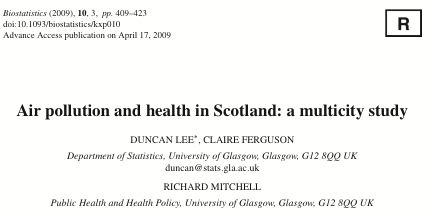 Biostatistics (2009), 10, 3, pp. 409–423
doi:10.1093/biostatistics/kxp010
Advance Access publication on April 17, 2009
R
Air pollution and health in Scotland: a multicity study
DUNCAN LEE*, CLAIRE FERGUSON
Department of Statistics, University of Glasgow, Glasgow, G12 8QQ UK
duncan@stats.gla.ac.uk
RICHARD MITCHELL
Public Health and Health Policy, University of Glasgow, Glasgow, G12 8QQ UK